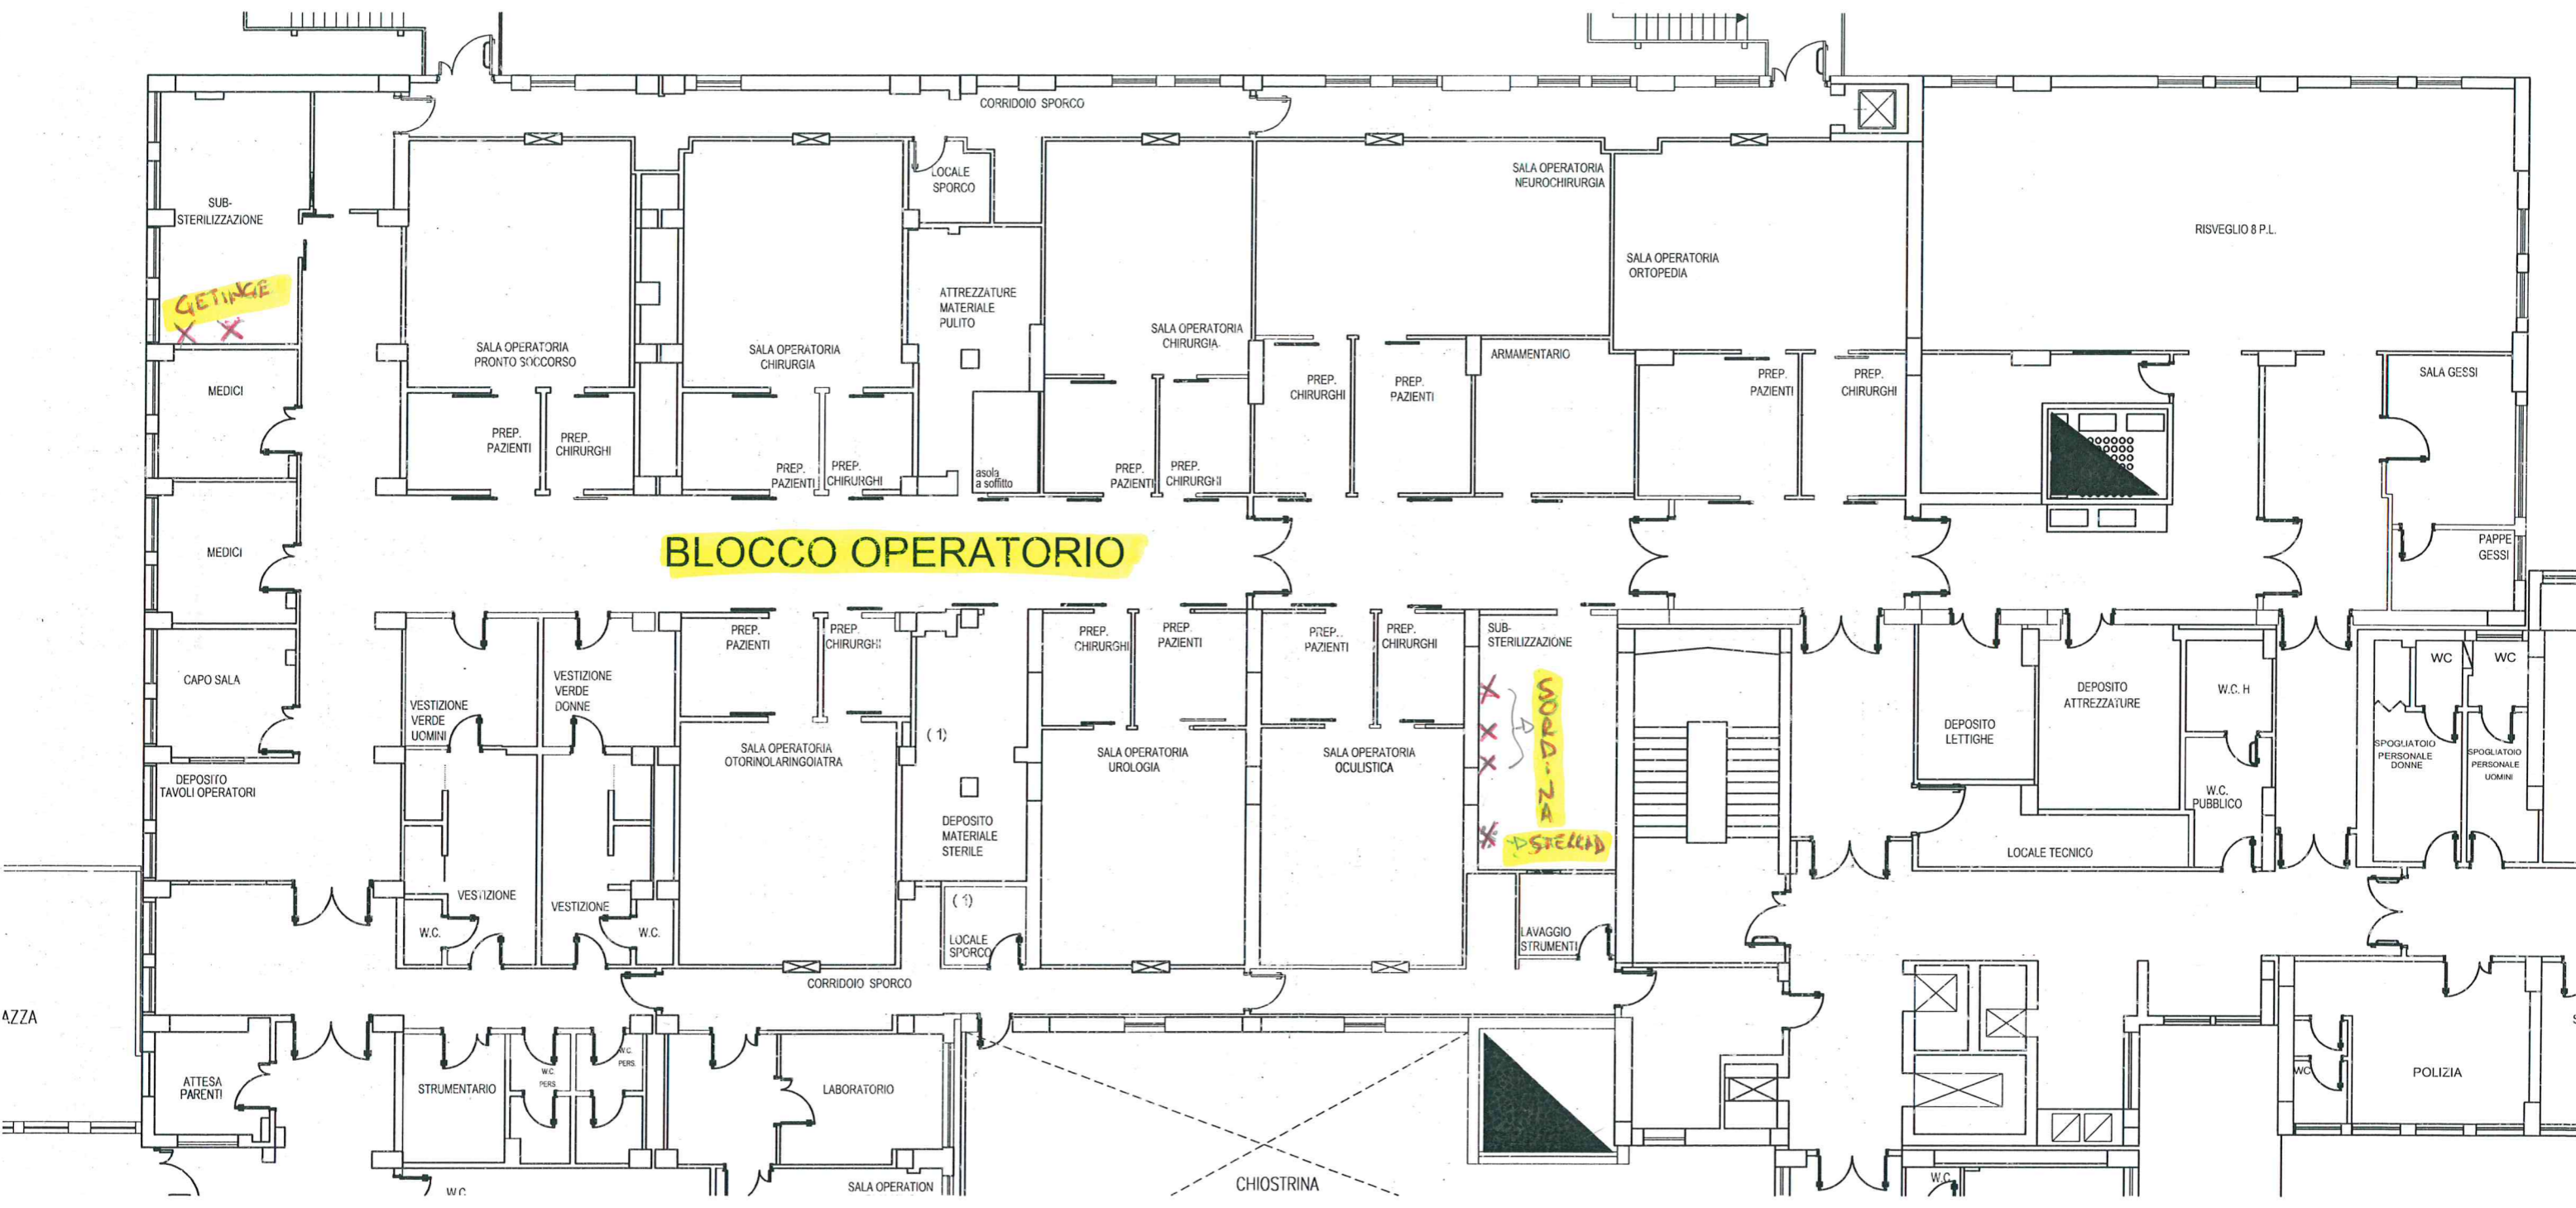 CORRIDOIO SPORCO
LOCALE
SPORCO
SALA OPERATORIA
NEUROCHIRURGIA
SUB-
STERILIZZAZIONE
RISVEGLIO 8 P.L.
SALA OPERATORIA
ORTOPEDIA
GETINGE
X X
ATTREZZATURE
MATERIALE
PULITO
SALA OPERATORIA
PRONTO SOCCORSO
SALA OPERATORIA
CHIRURGIA
SALA OPERATORIA
CHIRURGIA
ARMAMENTARIO
MEDICI
PREP.
CHIRURGHI
PREP.
PAZIENTI
PREP.
PAZIENTI
PREP.
CHIRURGHI
SALA GESSI
PREP.
PAZIENTI
PREP.
CHIRURGHI
PREP.
PAZIENTI
PREP.
CHIRURGHI
asola
a soffitto
PREP.
PAZIENTI
PREP.
CHIRURGHI
MEDICI
BLOCCO OPERATORIO
PAPPE
GESSI
PREP.
PAZIENTI
PREP.
CHIRURGHI
PREP.
CHIRURGHI
PREP.
PAZIENTI
PREP.
PAZIENTI
PREP.
CHIRURGHI
SUB-
STERILIZZAZIONE
CAPO SALA
VESTIZIONE
VERDE
UOMINI
VESTIZIONE
VERDE
DONNE
X
X
X
SORDINA
X STELLAD
DEPOSITO
LETTIGHE
DEPOSITO
ATTREZZATURE
W.C. H
WC
WC
( 1 )
SALA OPERATORIA
OTORINOLARINGOIATRA
SALA OPERATORIA
UROLOGIA
SALA OPERATORIA
OCULISTICA
SPOGLIATOIO
PERSONALE
DONNE
SPOGLIATOIO
PERSONALE
UOMINI
DEPOSITO
TAVOLI OPERATORI
W.C.
PUBBLICO
DEPOSITO
MATERIALE
STERILE
LOCALE TECNICO
VESTIZIONE
VESTIZIONE
( 1 )
W.C.
W.C.
LOCALE
SPORCO
LAVAGGIO
STRUMENTI
CORRIDOIO SPORCO
AZZA
ATTESA
PARENTI
STRUMENTARIO
W.C.
PERS
W.C.
PERS.
LABORATORIO
WC
POLIZIA
W.C.
SALA OPERATION
CHIOSTRINA
W.C.